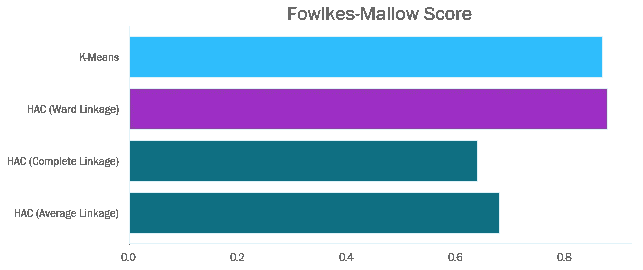 Fowlkes-Mallow Score
K-Means
HAC (Ward Linkage)
HAC (Complete Linkage)
HAC (Average Linkage)
0.0 0.2 0.4 0.6 0.8